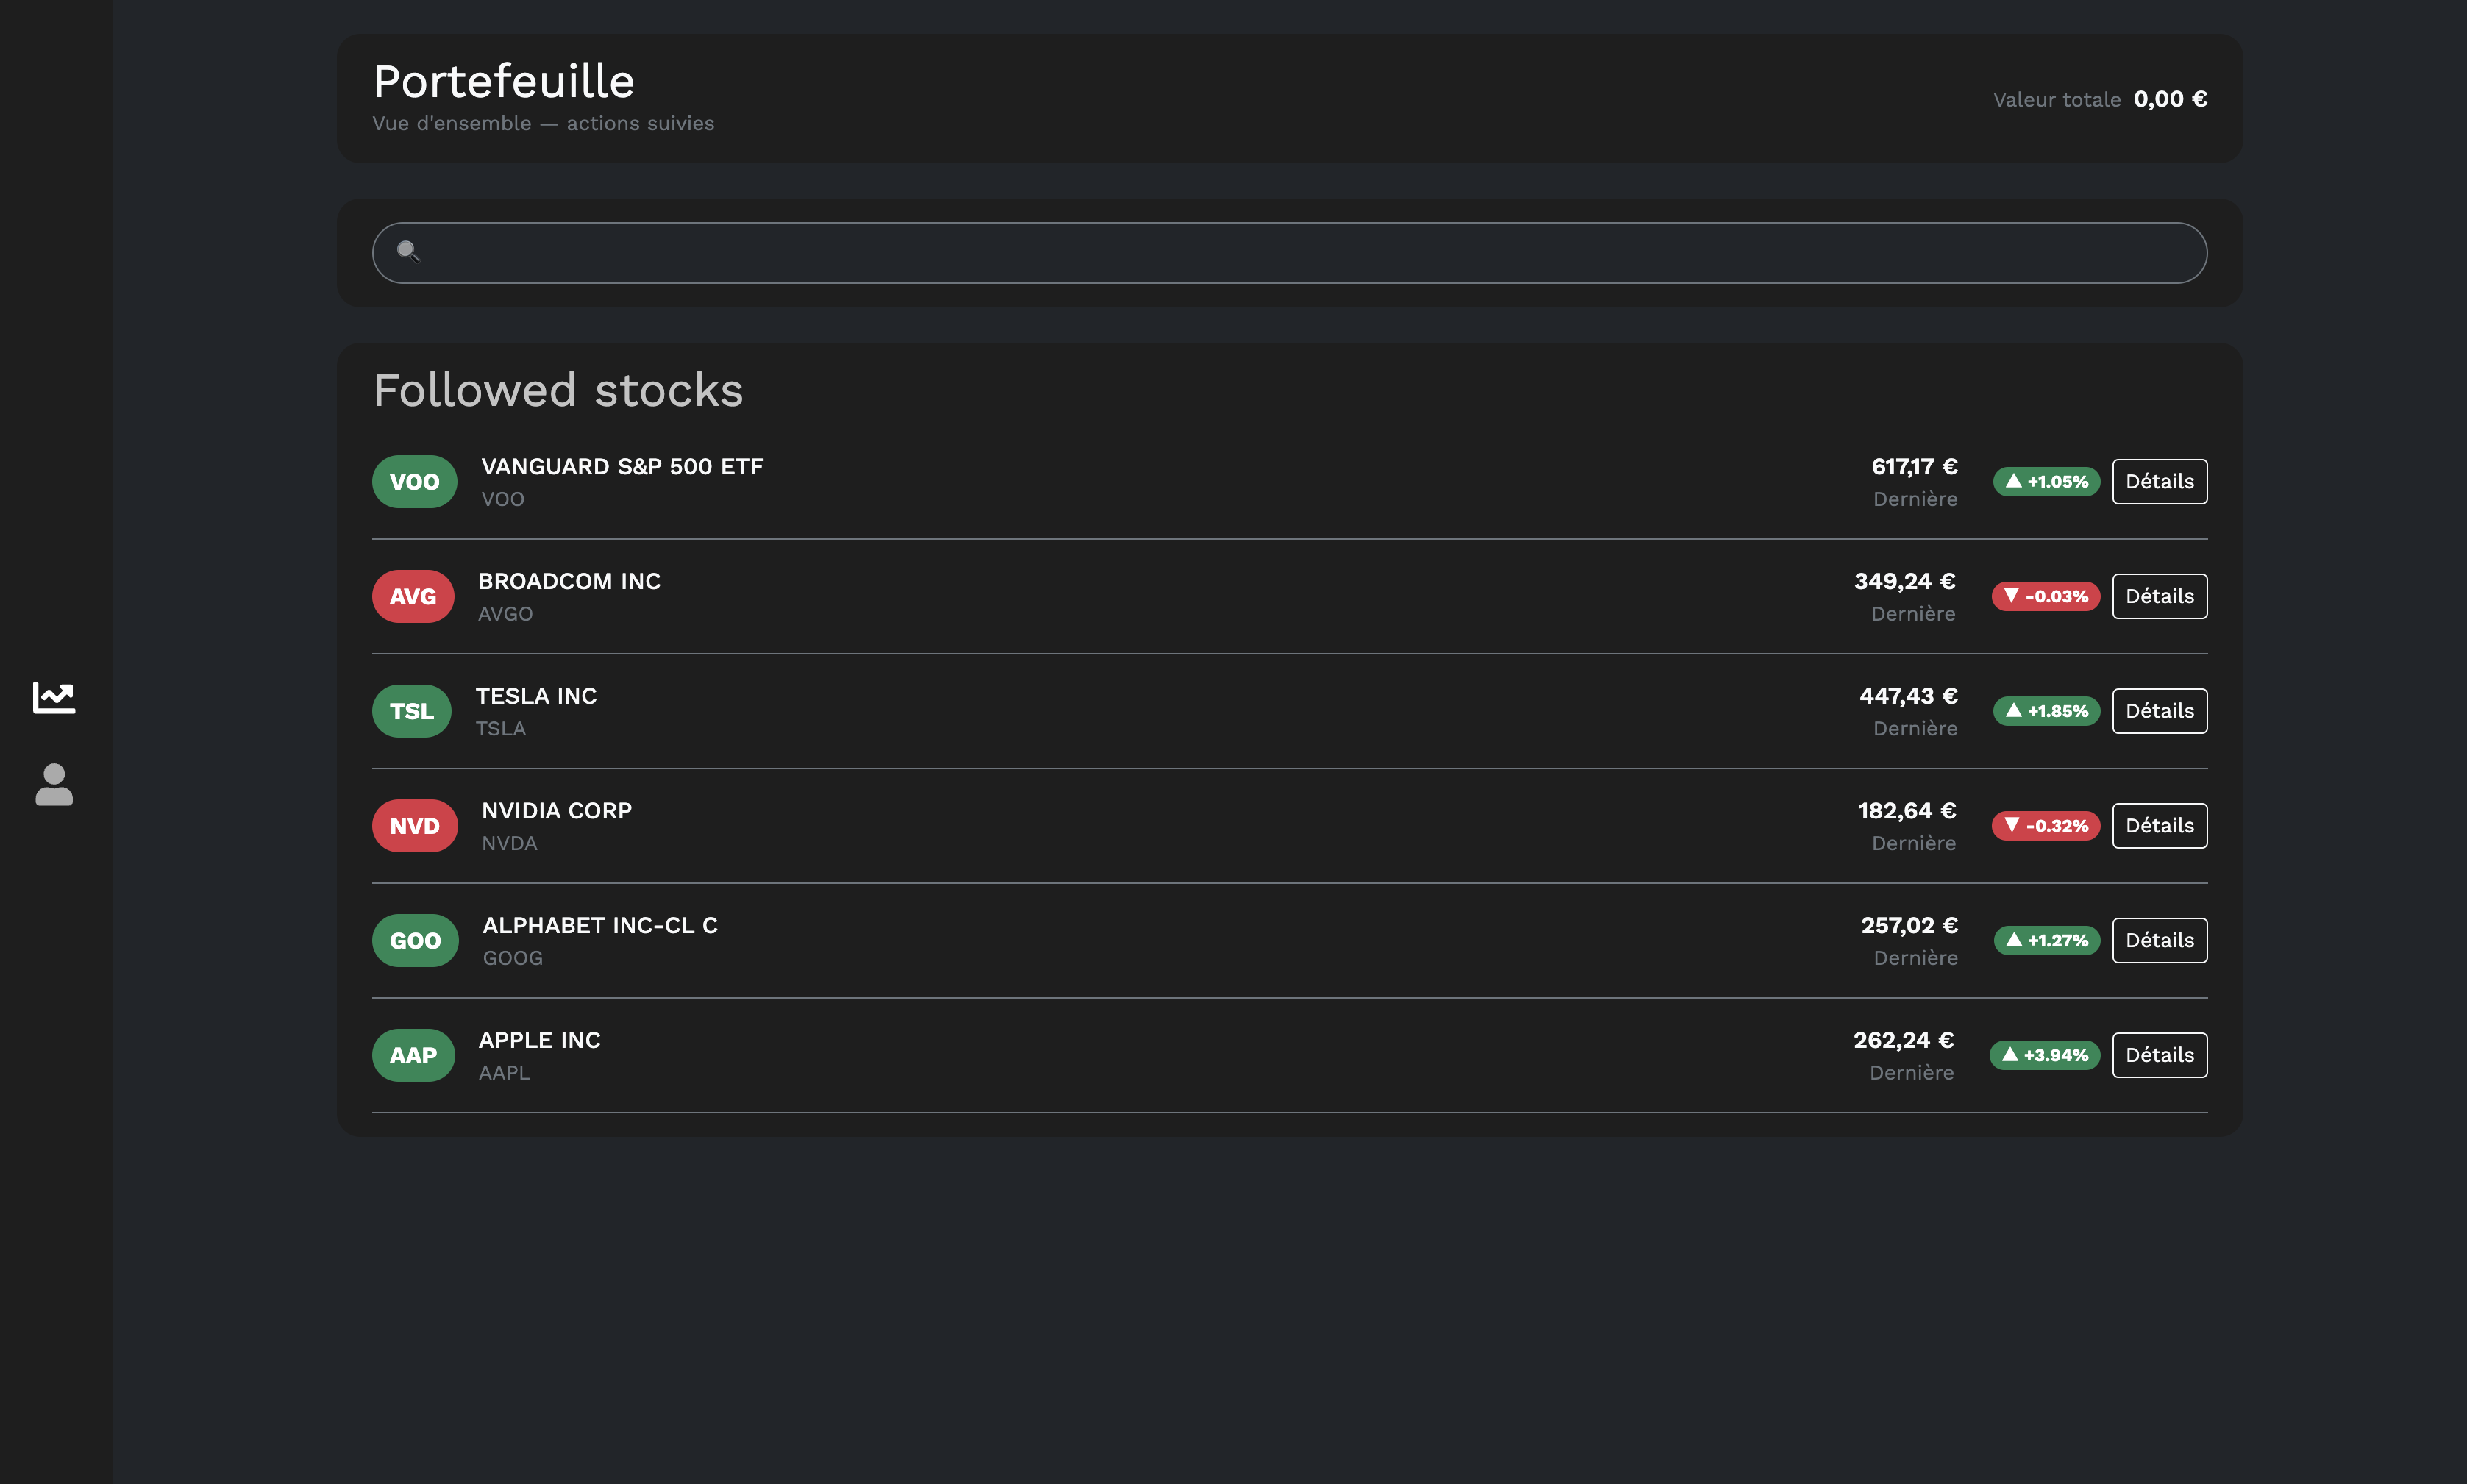 Portefeuille
Vue d'ensemble — actions suivies
Valeur totale 0,00 €
Followed stocks
VOO
VANGUARD S&P 500 ETF
VOO
617,17 €
Dernière
▲ +1.05%
Détails
AVG
BROADCOM INC
AVGO
349,24 €
Dernière
▼ -0.03%
Détails
TSL
TESLA INC
TSLA
447,43 €
Dernière
▲ +1.85%
Détails
NVD
NVIDIA CORP
NVDA
182,64 €
Dernière
▼ -0.32%
Détails
GOO
ALPHABET INC-CL C
GOOG
257,02 €
Dernière
▲ +1.27%
Détails
AAP
APPLE INC
AAPL
262,24 €
Dernière
▲ +3.94%
Détails